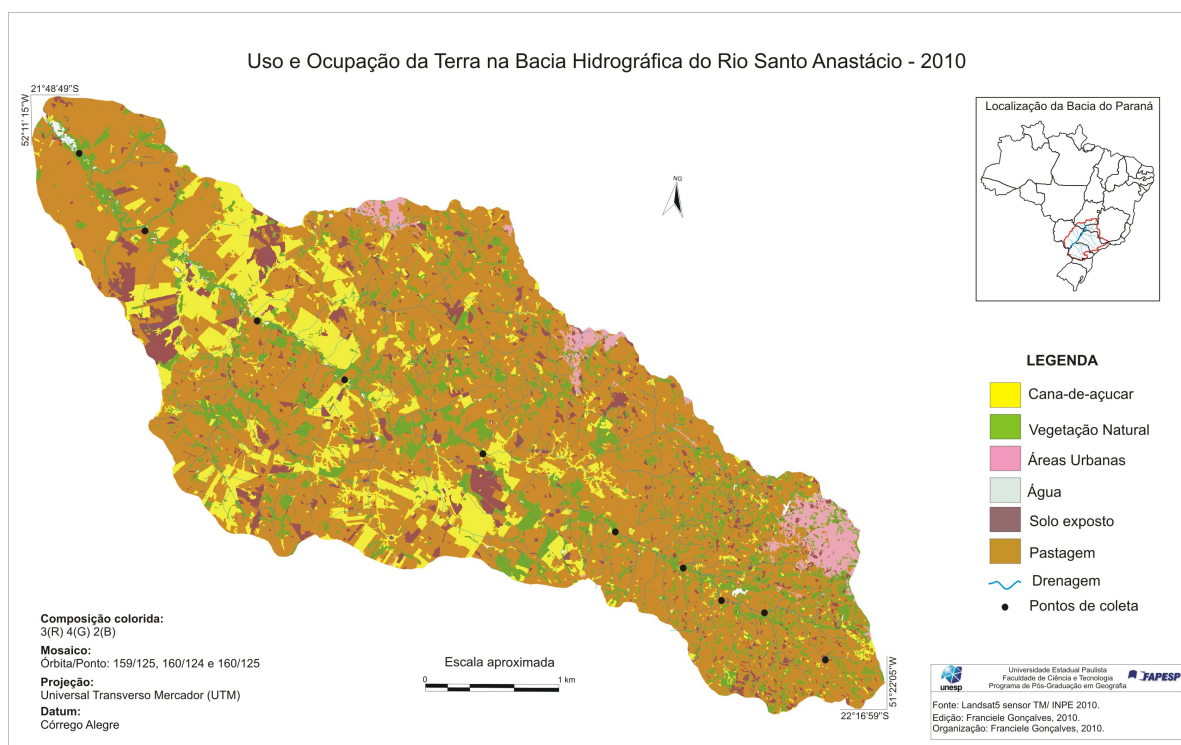 Uso e Ocupação da Terra na Bacia Hidrográfica do Rio Santo Anastácio - 2010
21°48'49"S
52°11'15"W
Localização da Bacia do Paraná
NG
LEGENDA
Cana-de-açucar
Vegetação Natural
Áreas Urbanas
Água
Solo exposto
Pastagem
Drenagem
Pontos de coleta
Composição colorida:
3(R) 4(G) 2(B)
Mosaico:
Órbita/Ponto: 159/125, 160/124 e 160/125
Projeção:
Universal Transverso Mercador (UTM)
Datum:
Córrego Alegre
Escala aproximada
0 1 km
51°22'05"W
22°16'59"S
unesp
Universidade Estadual Paulista
Faculdade de Ciência e Tecnologia
Programa de Pós-Graduação em Geografia
FAPESP
Fonte: Landsat5 sensor TM/ INPE 2010.
Edição: Franciele Gonçalves, 2010.
Organização: Franciele Gonçalves, 2010.